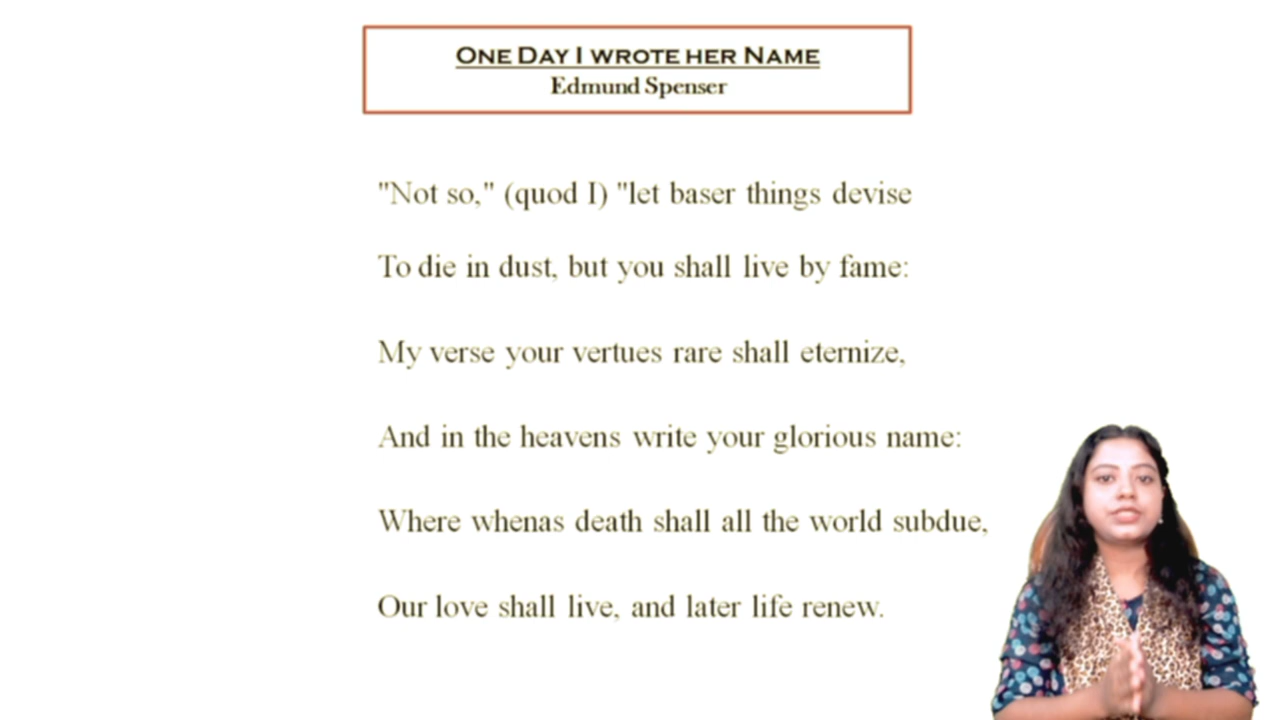 ONE DAY I WROTE HER NAME
Edmund Spenser
"Not so," (quod I) "let baser things devise
To die in dust, but you shall live by fame:
My verse your vertues rare shall eternize,
And in the heavens write your glorious name:
Where whenas death shall all the world subdue,
Our love shall live, and later life renew.